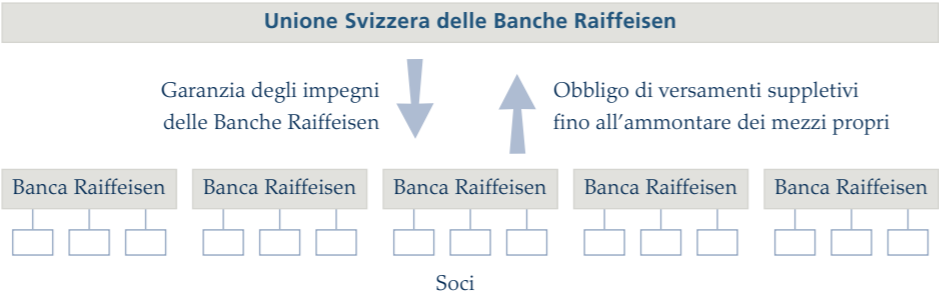 Unione Svizzera delle Banche Raiffeisen
Garanzia degli impegni
delle Banche Raiffeisen
Obbligo di versamenti suppletivi
fino all’ammontare dei mezzi propri
Banca Raiffeisen
Banca Raiffeisen
Banca Raiffeisen
Banca Raiffeisen
Banca Raiffeisen
Soci